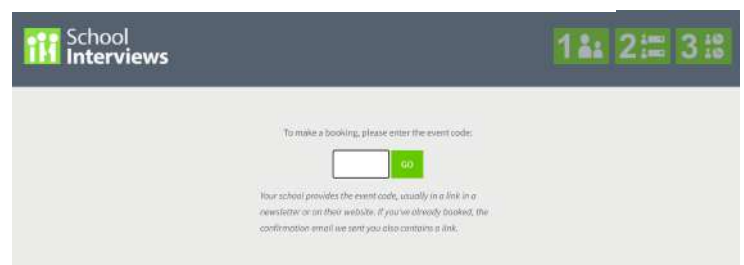 School
Interviews
1 2 3
To make a booking, please enter the event code:
GO
Your school provides the event code, usually in a link in a
newsletter or on their website. If you've already booked, the
confirmation email we sent you also contains a link.